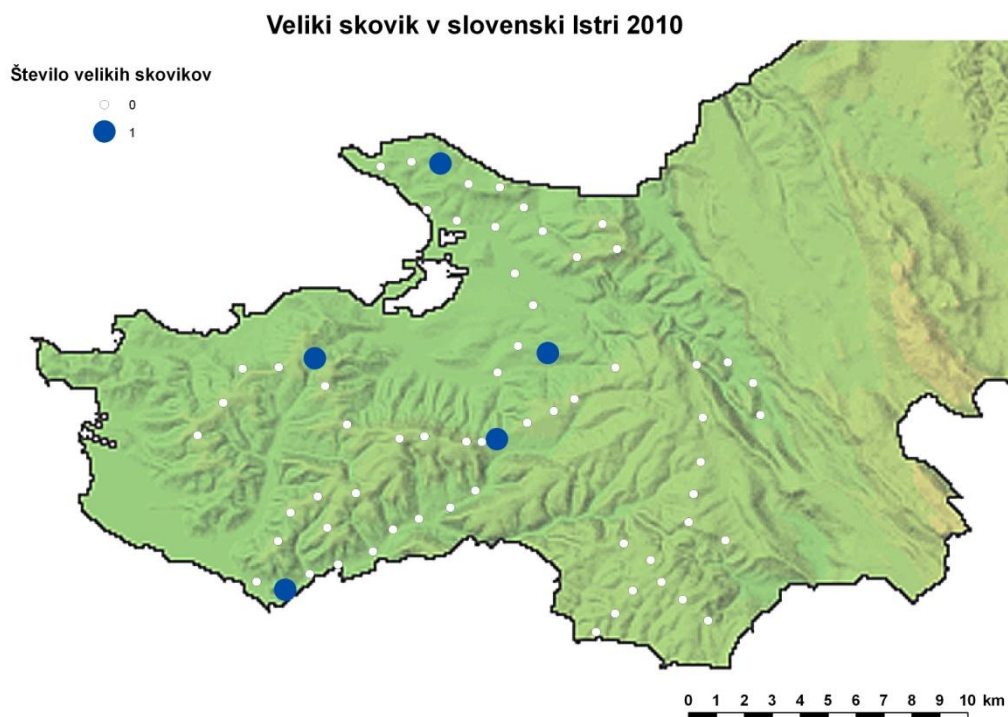 Veliki skovik v slovenski Istri 2010
Število velikih skovikov
0
1
0 1 2 3 4 5 6 7 8 9 10 km